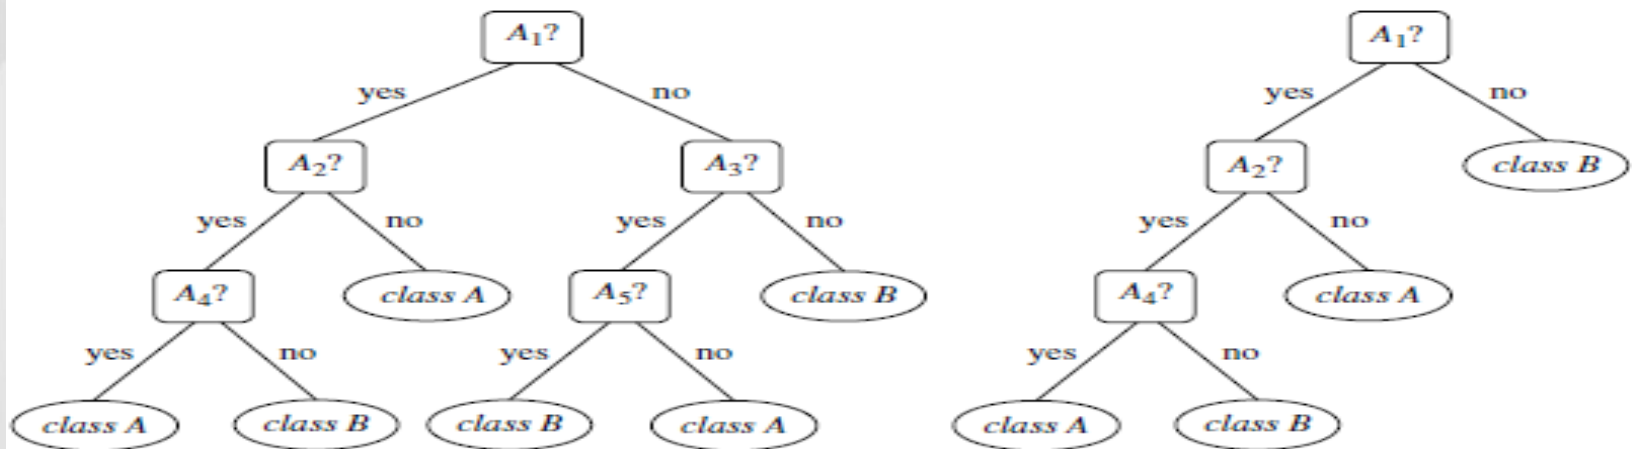 A₁? A₁?
yes no yes no
A₂? A₃? A₂? class B
yes no yes no yes no
A₄? class A A₅? class B A₄? class A
yes no yes no yes no
class A class B class B class A class A class B